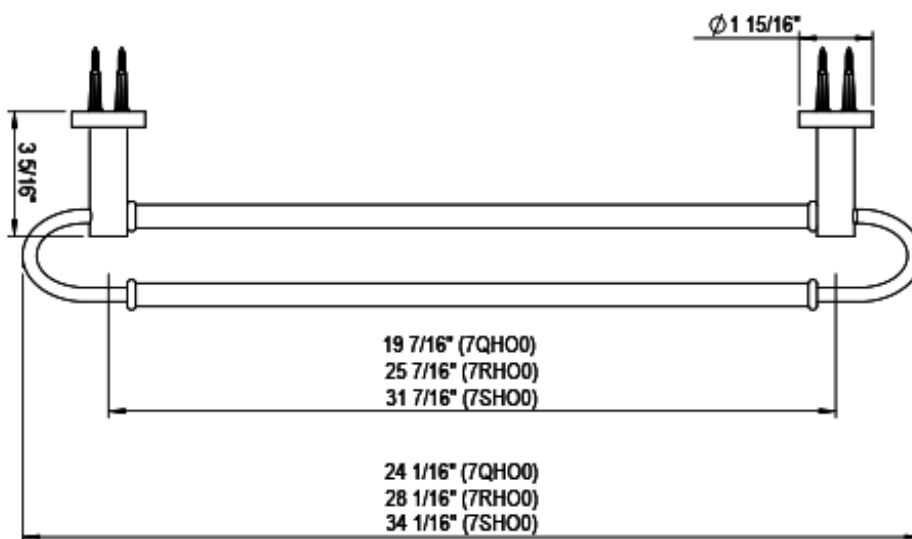 Ø1 15/16"
3 5/16"
19 7/16" (7QHO0)
25 7/16" (7RHO0)
31 7/16" (7SHO0)
24 1/16" (7QHO0)
28 1/16" (7RHO0)
34 1/16" (7SHO0)